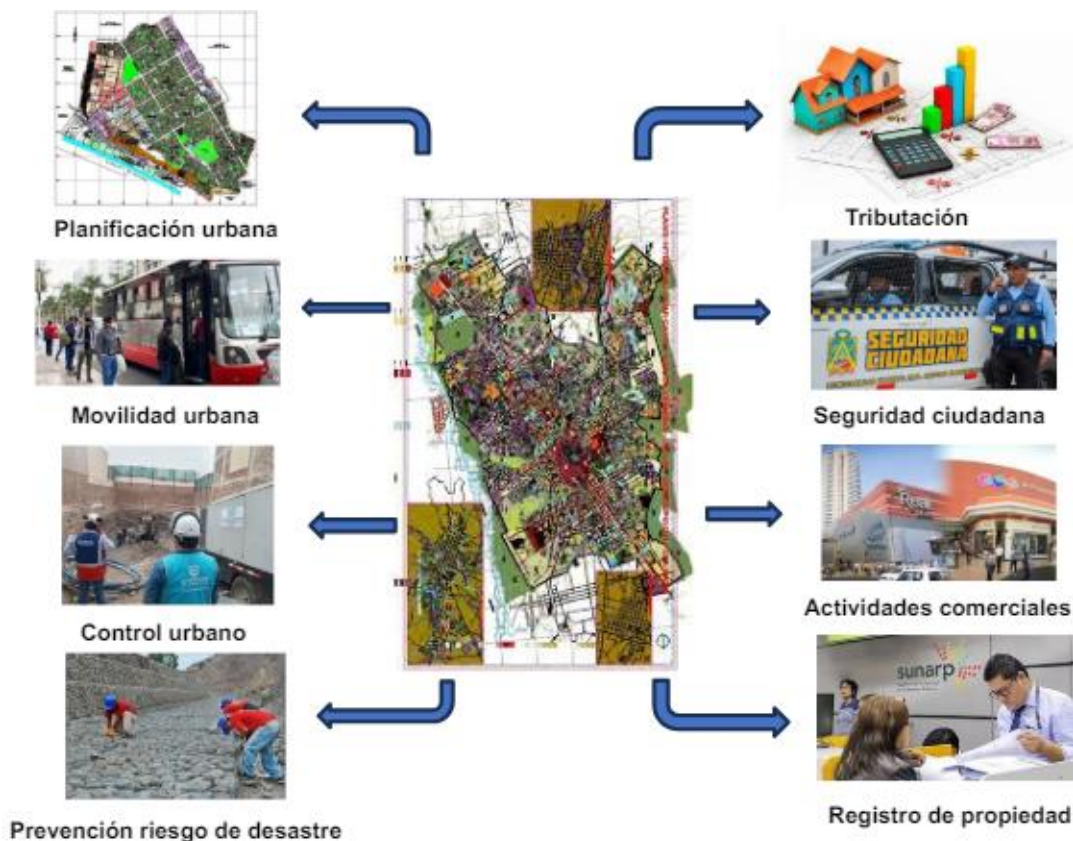 Planificación urbana
Tributación
Movilidad urbana
SEGURIDAD
CIUDADANA
Seguridad ciudadana
Control urbano
Actividades comerciales
sunarp
Prevención riesgo de desastre
Registro de propiedad